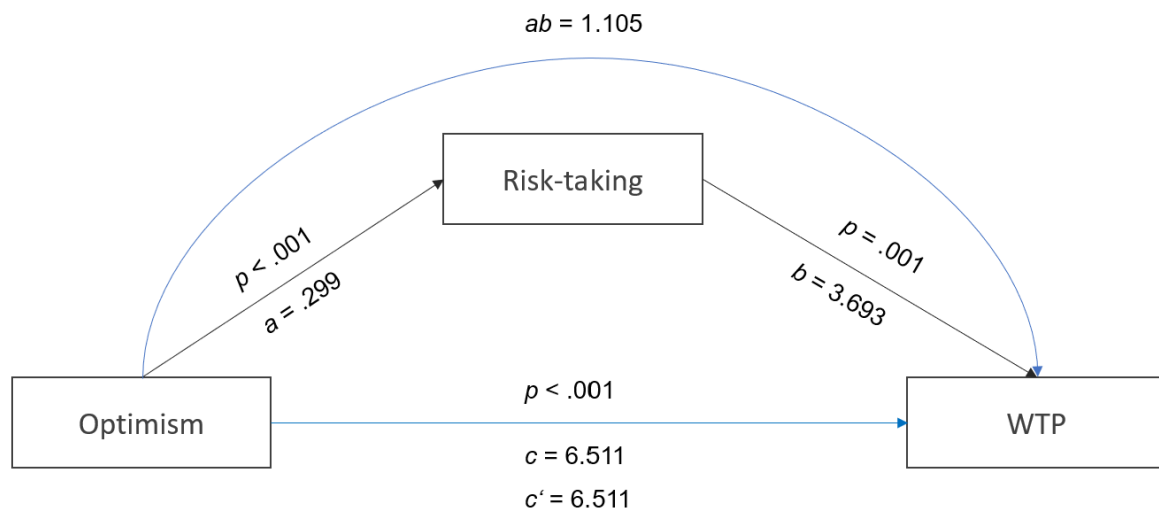 ab = 1.105
Risk-taking
p < .001
a = .299
p = .001
b = 3.693
Optimism
p < .001
c = 6.511
c‘ = 6.511
WTP